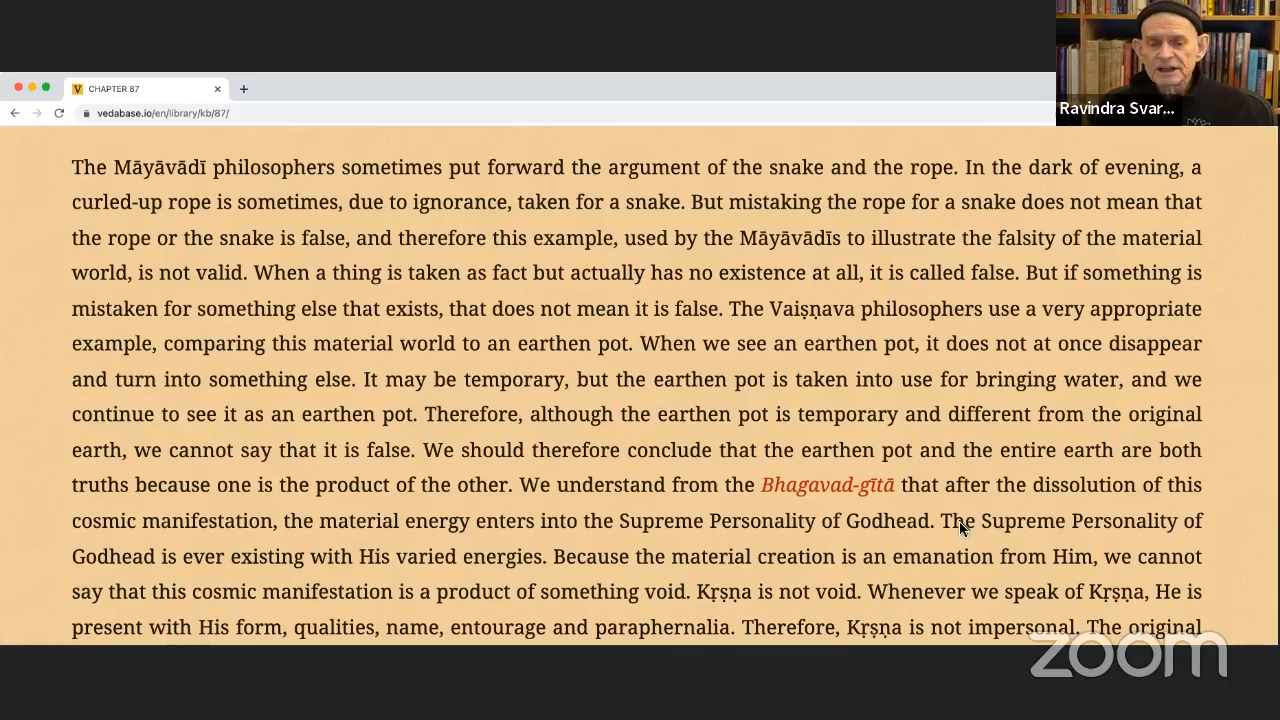 CHAPTER 87
vedabase.io/en/library/kb/87/
Ravindra Svar...
The Māyāvādī philosophers sometimes put forward the argument of the snake and the rope. In the dark of evening, a
curled-up rope is sometimes, due to ignorance, taken for a snake. But mistaking the rope for a snake does not mean that
the rope or the snake is false, and therefore this example, used by the Māyāvādīs to illustrate the falsity of the material
world, is not valid. When a thing is taken as fact but actually has no existence at all, it is called false. But if something is
mistaken for something else that exists, that does not mean it is false. The Vaiṣṇava philosophers use a very appropriate
example, comparing this material world to an earthen pot. When we see an earthen pot, it does not at once disappear
and turn into something else. It may be temporary, but the earthen pot is taken into use for bringing water, and we
continue to see it as an earthen pot. Therefore, although the earthen pot is temporary and different from the original
earth, we cannot say that it is false. We should therefore conclude that the earthen pot and the entire earth are both
truths because one is the product of the other. We understand from the Bhagavad-gītā that after the dissolution of this
cosmic manifestation, the material energy enters into the Supreme Personality of Godhead. The Supreme Personality of
Godhead is ever existing with His varied energies. Because the material creation is an emanation from Him, we cannot
say that this cosmic manifestation is a product of something void. Kṛṣṇa is not void. Whenever we speak of Kṛṣṇa, He is
present with His form, qualities, name, entourage and paraphernalia. Therefore, Kṛṣṇa is not impersonal. The original
zoom